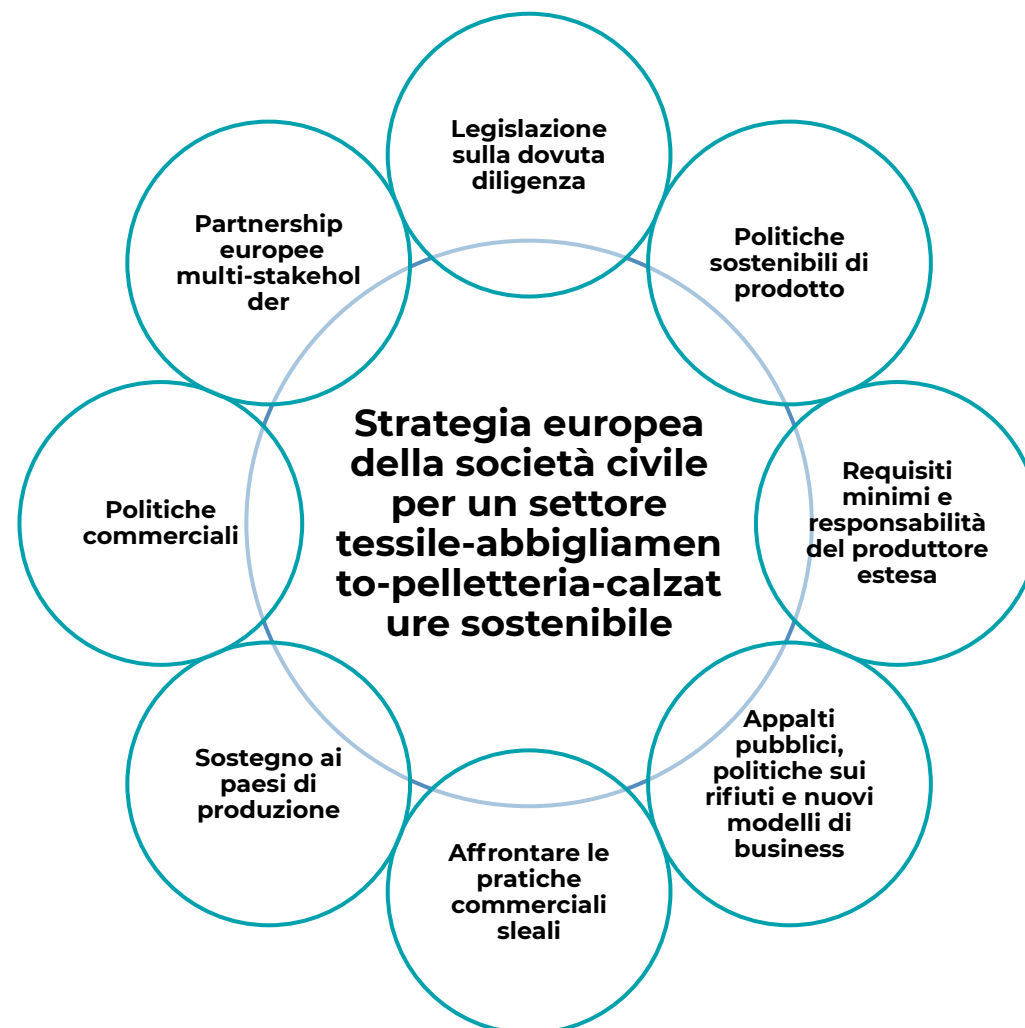 Legislazione
sulla dovuta
diligenza
Politiche
sostenibili di
prodotto
Requisiti
minimi e
responsabilità
del produttore
estesa
Appalti
pubblici,
politiche sui
rifiuti e nuovi
modelli di
business
Affrontare le
pratiche
commerciali
sleali
Sostegno ai
paesi di
produzione
Politiche
commerciali
Partnership
europee
multi-stakehol
der
Strategia europea
della società civile
per un settore
tessile-abbigliamen
to-pelletteria-calzat
ure sostenibile